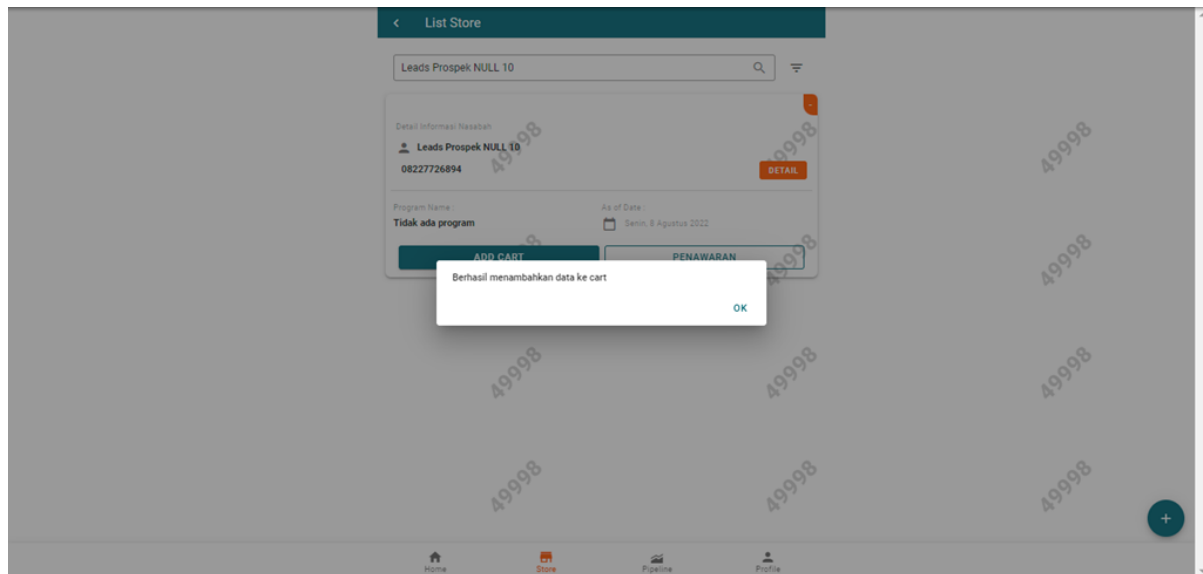 List Store
Leads Prospek NULL 10
-
Detail Informasi Nasabah
49998
49998
49998
Leads Prospek NULL 10
08227726894
DETAIL
Program Name :
As of Date :
Tidak ada program
Senin, 8 Agustus 2022
49998
49998
ADD CART
PENAWARAN
Berhasil menambahkan data ke cart
OK
49998
49998
49998
49998
49998
49998
+
Home
Store
Pipeline
Profile